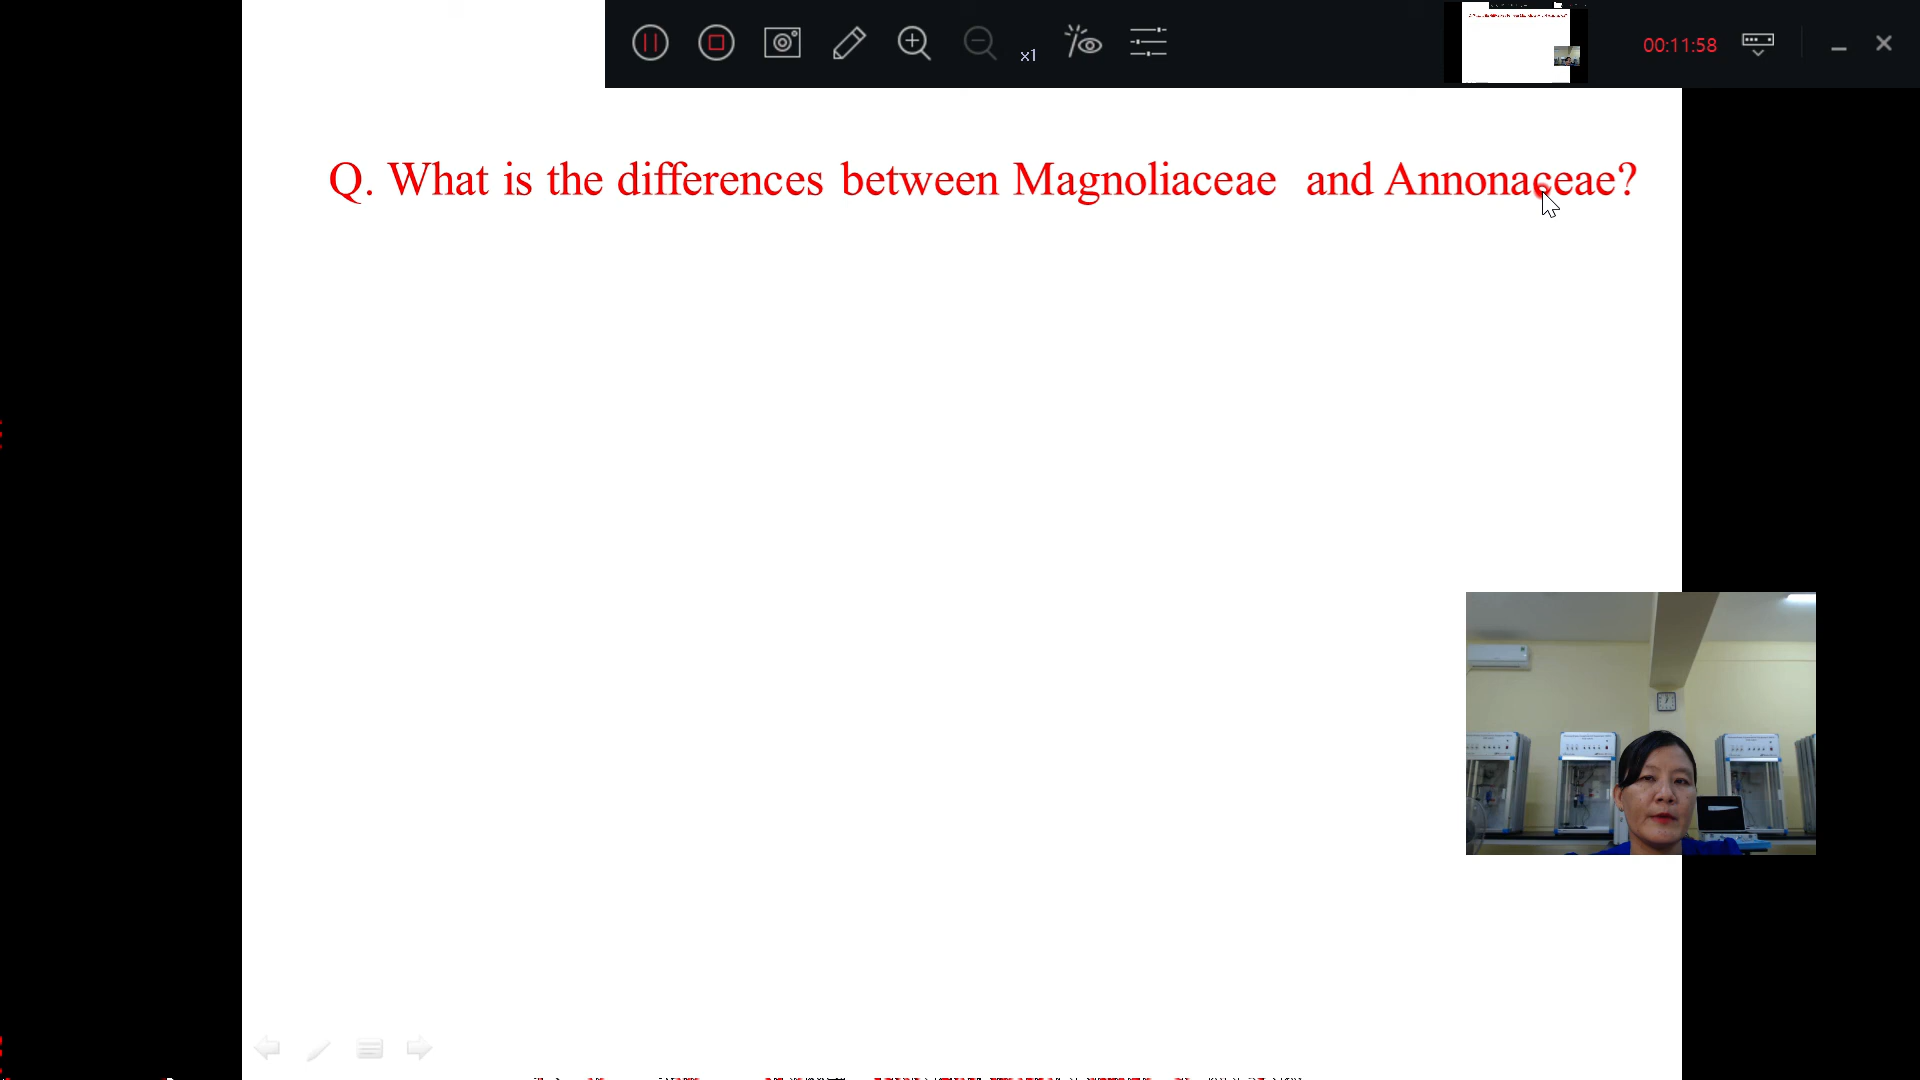 x1
00:11:58
Q. What is the differences between Magnoliaceae and Annonaceae?